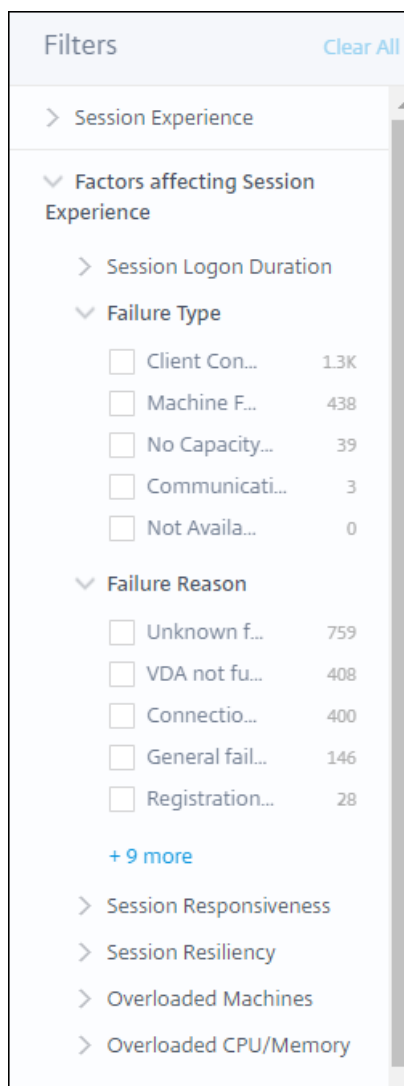 Filters Clear All
Session Experience
Factors affecting Session
Experience
Session Logon Duration
Failure Type
Client Con... 1.3K
Machine F... 438
No Capacity... 39
Communicati... 3
Not Availa... 0
Failure Reason
Unknown f... 759
VDA not fu... 408
Connectio... 400
General fail... 146
Registration... 28
+ 9 more
Session Responsiveness
Session Resiliency
Overloaded Machines
Overloaded CPU/Memory